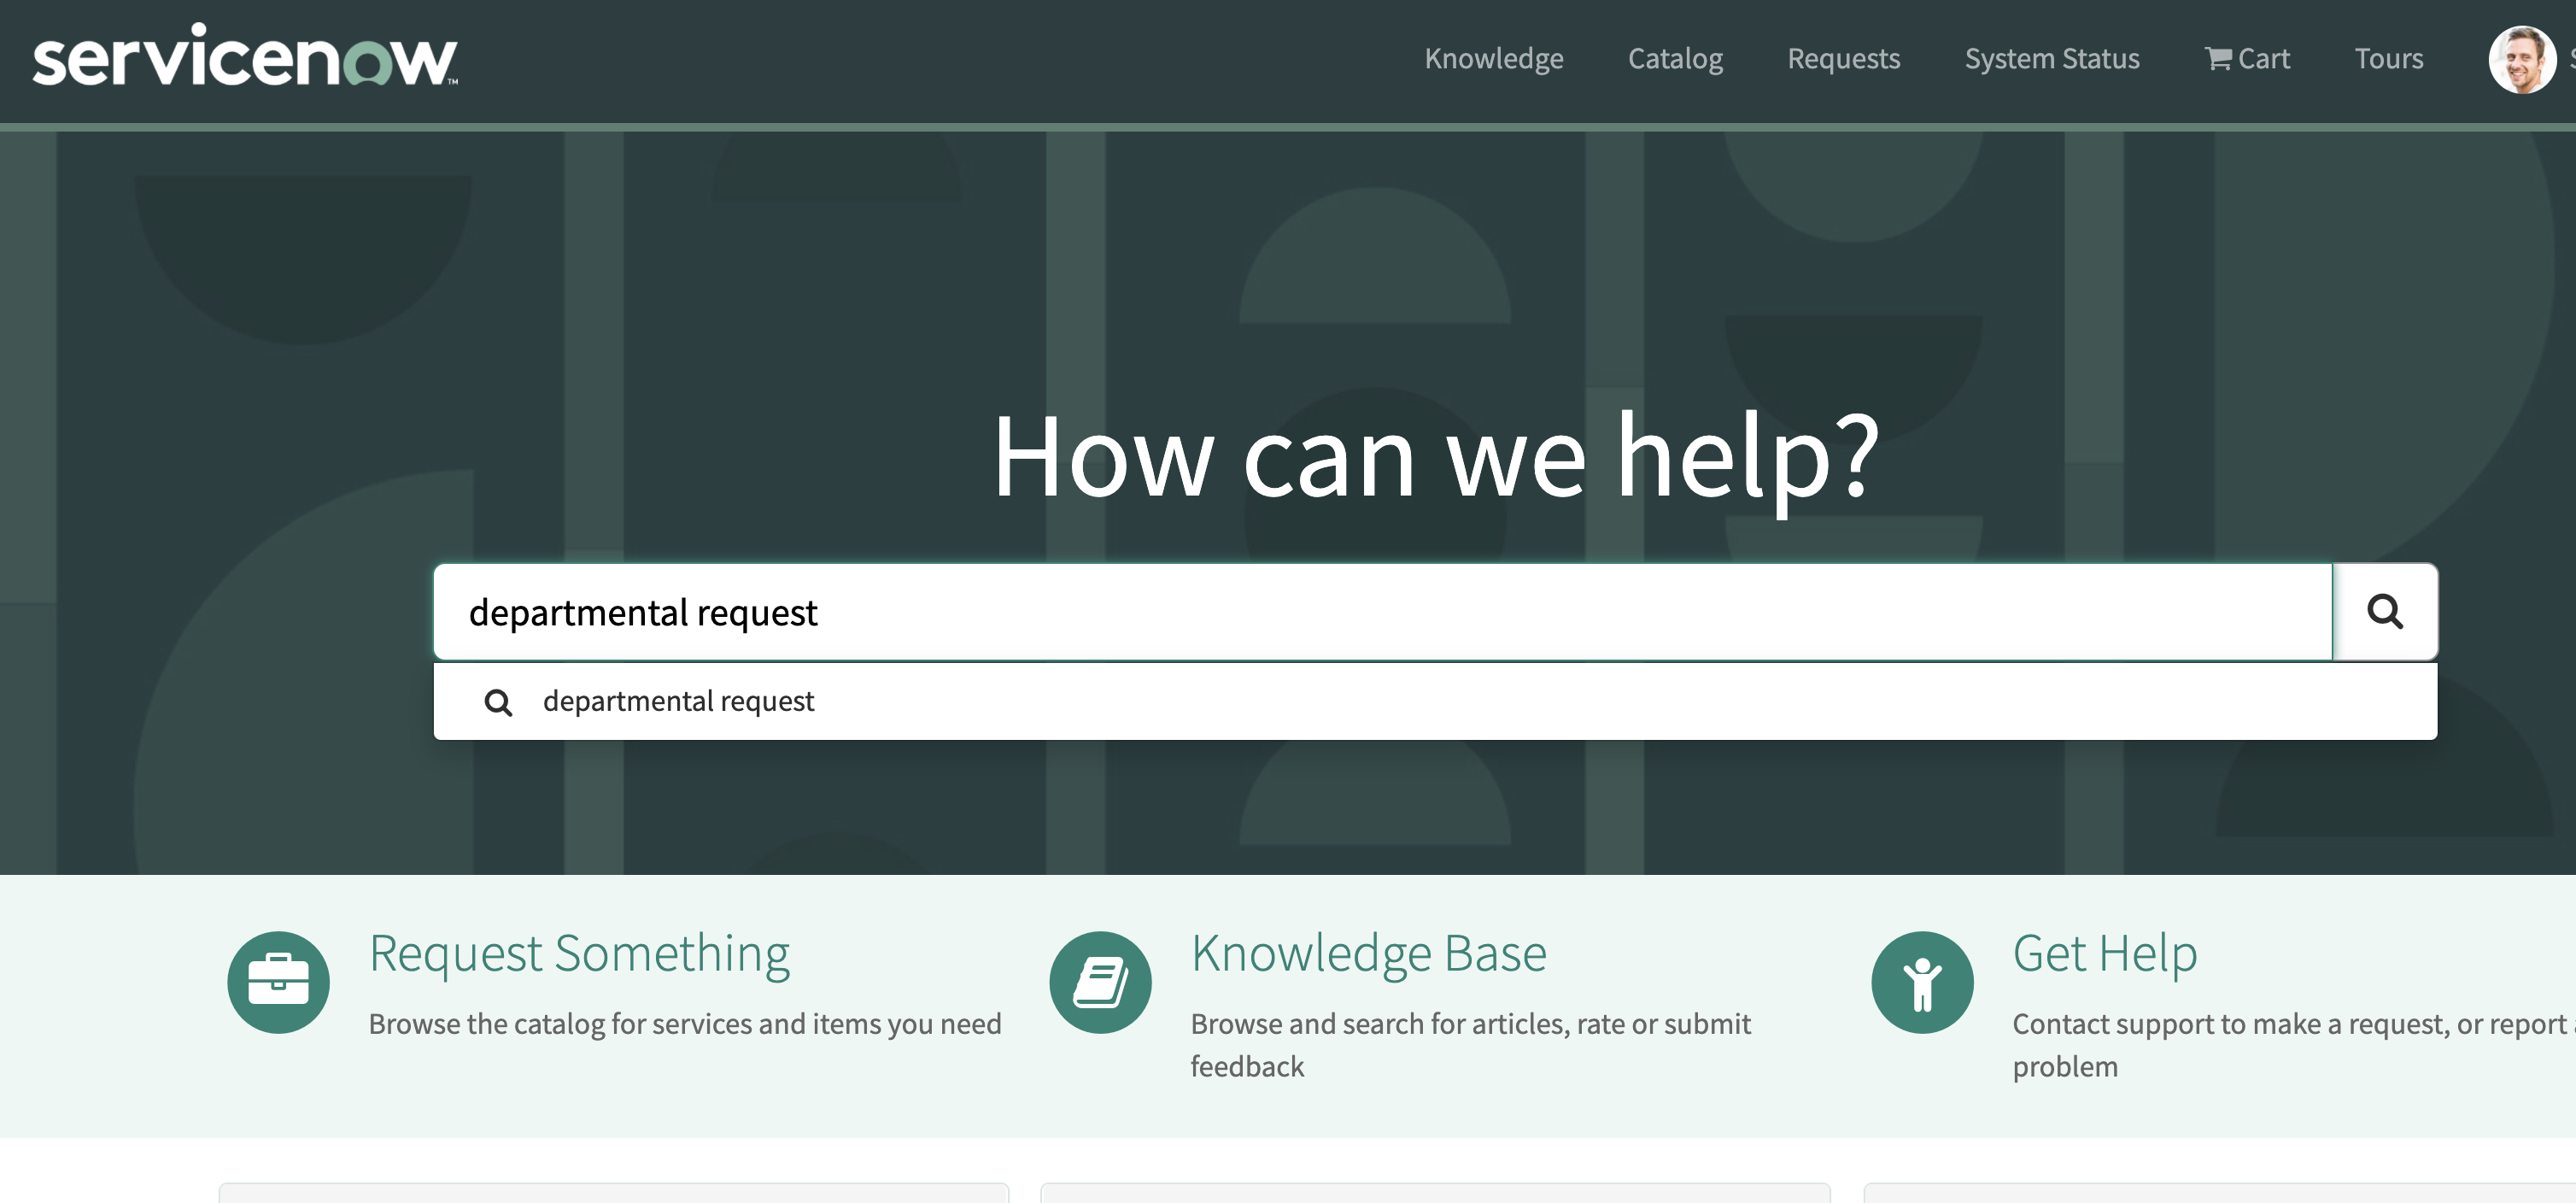 servicenow™
Knowledge Catalog Requests System Status Cart Tours
How can we help?
departmental request
departmental request
Request Something
Browse the catalog for services and items you need
Knowledge Base
Browse and search for articles, rate or submit
feedback
Get Help
Contact support to make a request, or report
problem